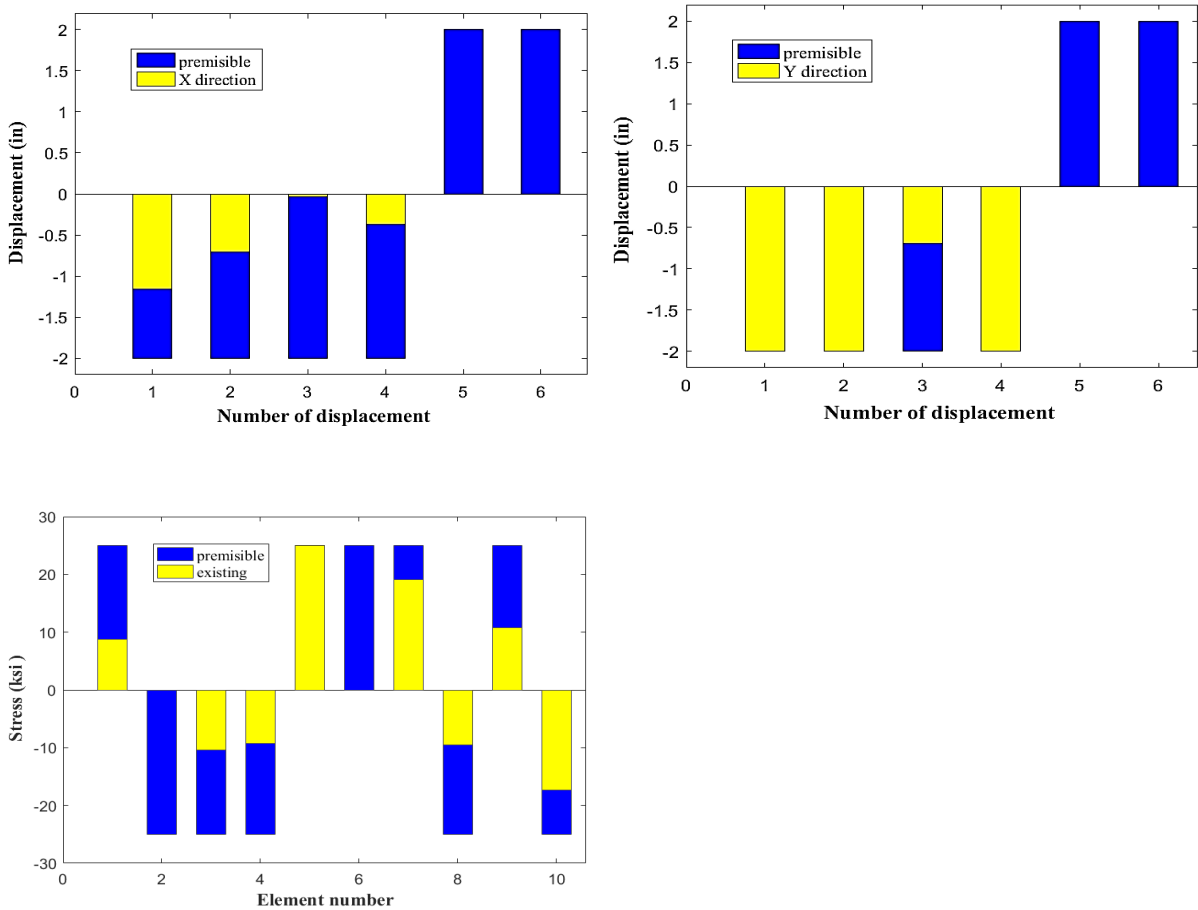 2
1.5
1
0.5
0
-0.5
-1
-1.5
-2
Displacement (in)
premisible
X direction
0 1 2 3 4 5 6
Number of displacement
2
1.5
1
0.5
0
-0.5
-1
-1.5
-2
Displacement (in)
premisible
Y direction
0 1 2 3 4 5 6
Number of displacement
30
20
10
0
-10
-20
-30
Stress (ksi )
premisible
existing
0 2 4 6 8 10
Element number